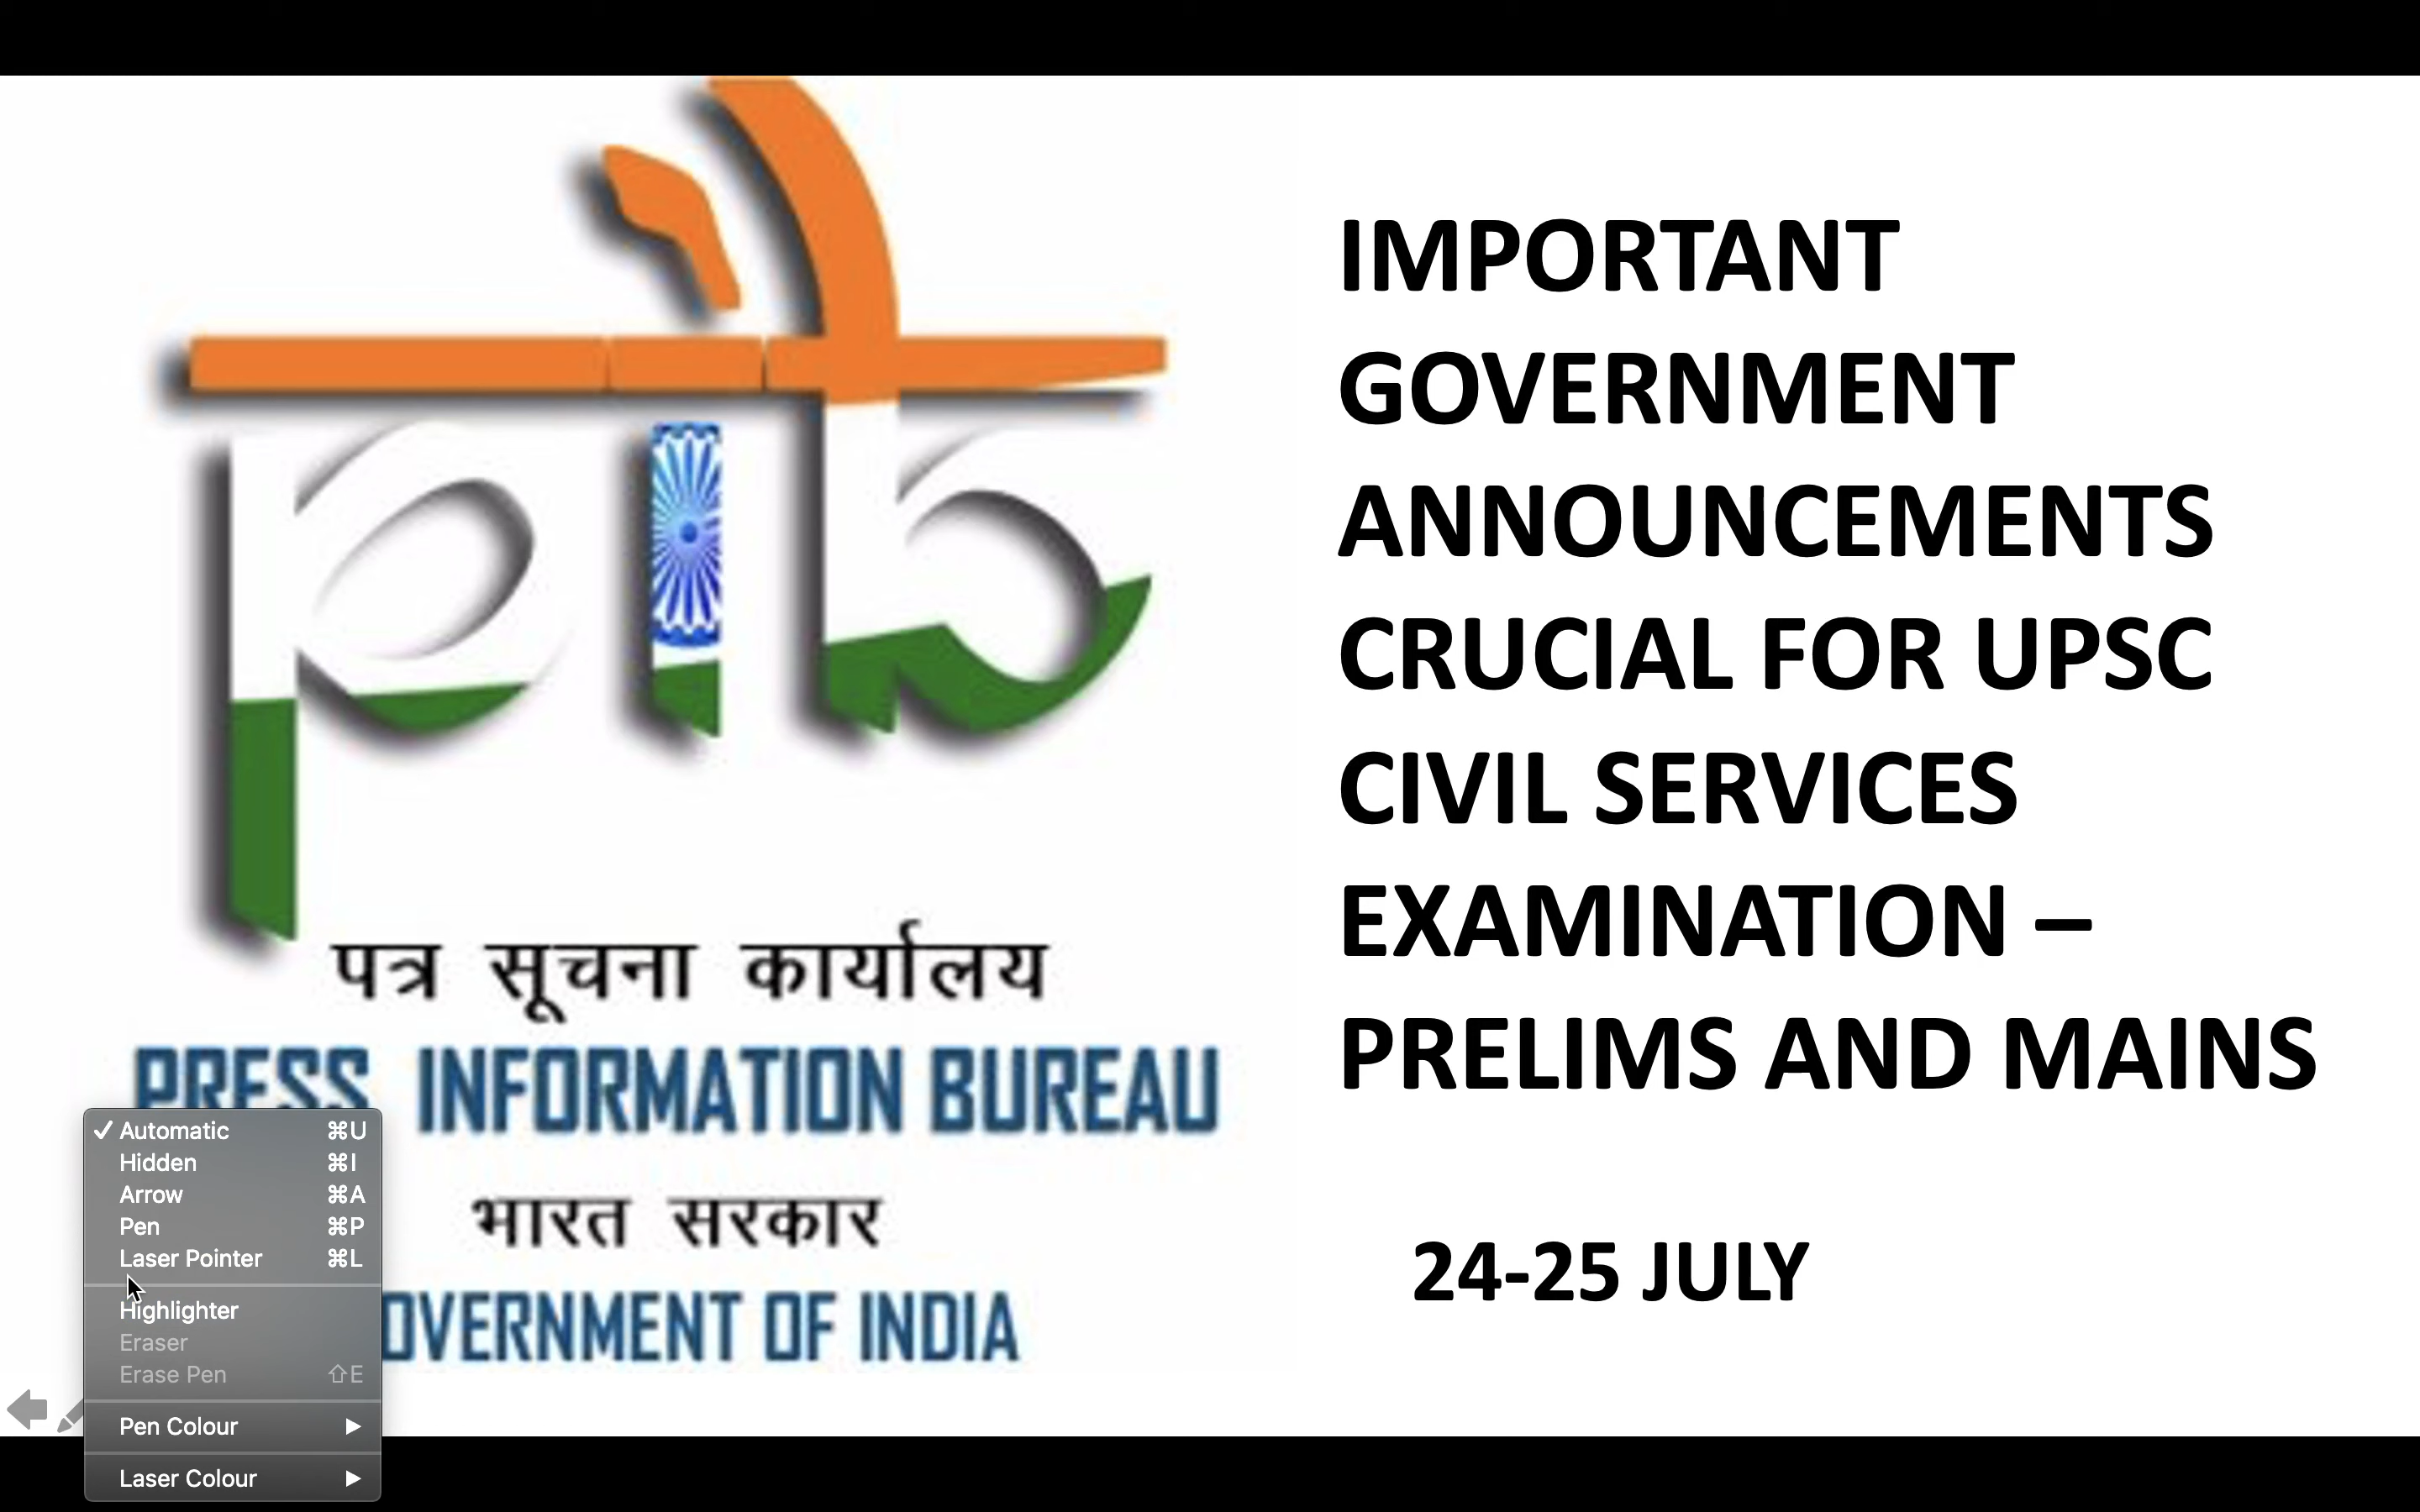 pib
पत्र सूचना कार्यालय
PRESS INFORMATION BUREAU
भारत सरकार
OVERNMENT OF INDIA
IMPORTANT
GOVERNMENT
ANNOUNCEMENTS
CRUCIAL FOR UPSC
CIVIL SERVICES
EXAMINATION –
PRELIMS AND MAINS
24-25 JULY
✓ Automatic ⌘U
Hidden ⌘I
Arrow ⌘A
Pen ⌘P
Laser Pointer ⌘L
Highlighter
Eraser
Erase Pen ⇧E
Pen Colour ▶
Laser Colour ▶